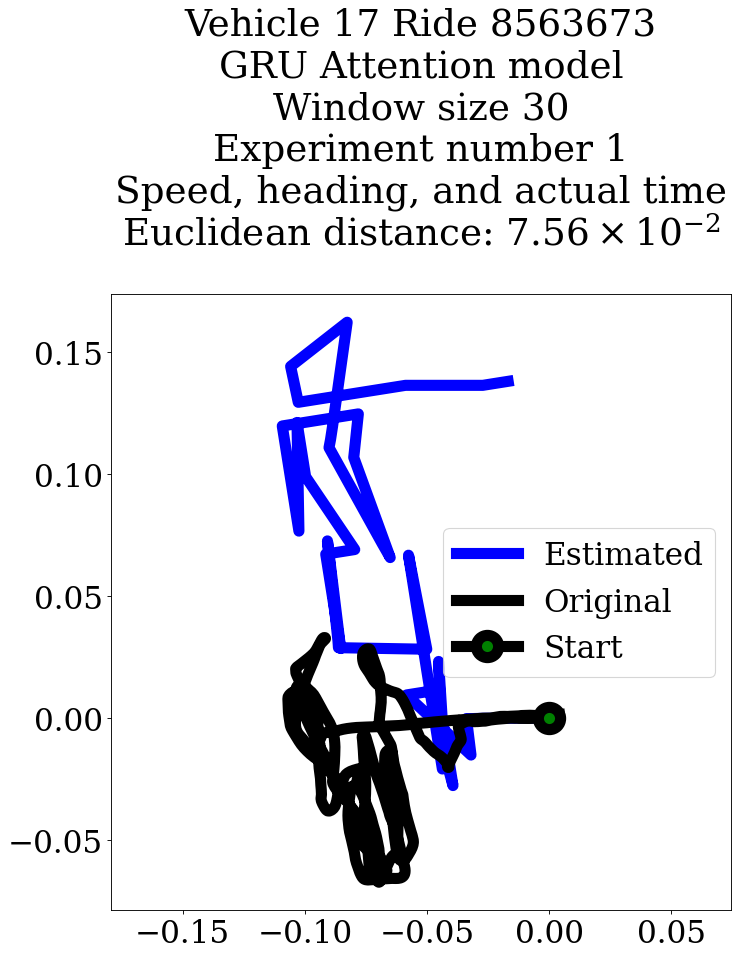 Vehicle 17 Ride 8563673
GRU Attention model
Window size 30
Experiment number 1
Speed, heading, and actual time
Euclidean distance: 7.56 × 10⁻²
0.15
0.10
0.05
0.00
−0.05
Estimated
Original
Start
−0.15 −0.10 −0.05 0.00 0.05